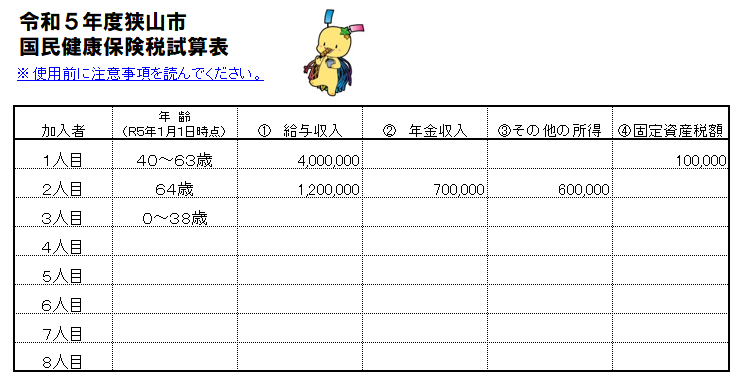 令和５年度狭山市
国民健康保険税試算表
※使用前に注意事項を読んでください。
加入者 年 齢 （R5年1月1日時点） ① 給与収入 ② 年金収入 ③その他の所得 ④固定資産税額
1人目 40～63歳 4,000,000 100,000
2人目 64歳 1,200,000 700,000 600,000
3人目 0～38歳
4人目
5人目
6人目
7人目
8人目